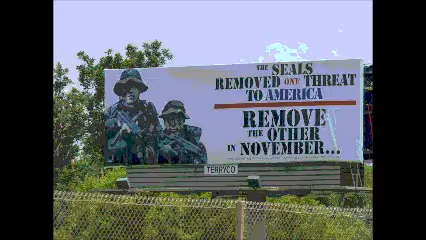 THE SEALS
REMOVED ONE THREAT
TO AMERICA
REMOVE
THE OTHER
IN NOVEMBER...
TERRYCO